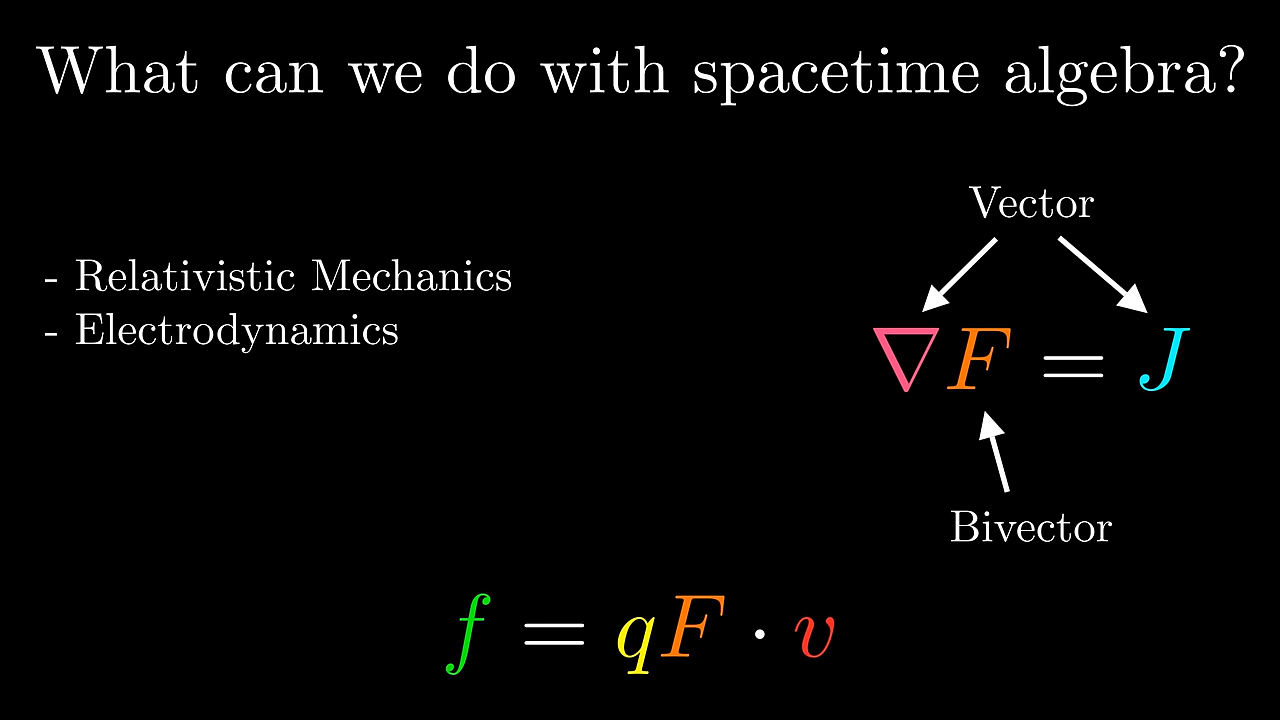 What can we do with spacetime algebra?
- Relativistic Mechanics
- Electrodynamics
Vector
∇F = J
Bivector
f = qF · v